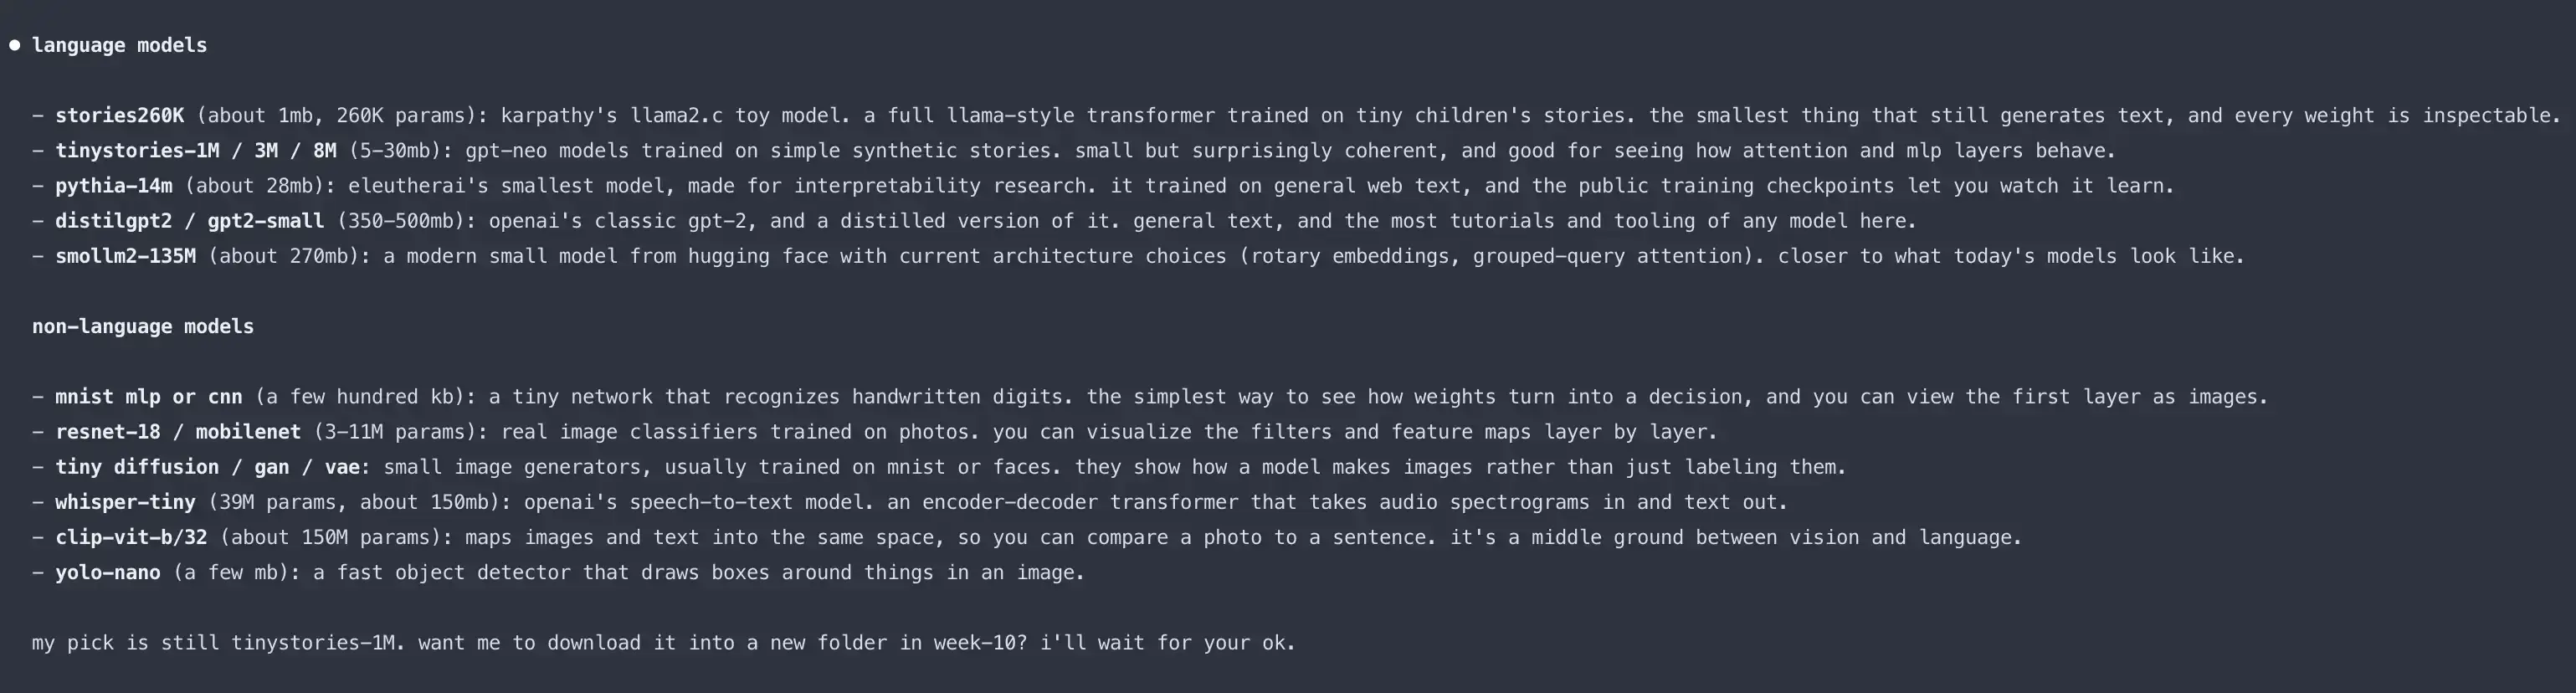 ● language models
– stories260K (about 1mb, 260K params): karpathy's llama2.c toy model. a full llama-style transformer trained on tiny children's stories. the smallest thing that still generates text, and every weight is inspectable.
– tinystories-1M / 3M / 8M (5-30mb): gpt-neo models trained on simple synthetic stories. small but surprisingly coherent, and good for seeing how attention and mlp layers behave.
– pythia-14m (about 28mb): eleutherai's smallest model, made for interpretability research. it trained on general web text, and the public training checkpoints let you watch it learn.
– distilgpt2 / gpt2-small (350-500mb): openai's classic gpt-2, and a distilled version of it. general text, and the most tutorials and tooling of any model here.
– smollm2-135M (about 270mb): a modern small model from hugging face with current architecture choices (rotary embeddings, grouped-query attention). closer to what today's models look like.
non-language models
– mnist mlp or cnn (a few hundred kb): a tiny network that recognizes handwritten digits. the simplest way to see how weights turn into a decision, and you can view the first layer as images.
– resnet-18 / mobilenet (3-11M params): real image classifiers trained on photos. you can visualize the filters and feature maps layer by layer.
– tiny diffusion / gan / vae: small image generators, usually trained on mnist or faces. they show how a model makes images rather than just labeling them.
– whisper-tiny (39M params, about 150mb): openai's speech-to-text model. an encoder-decoder transformer that takes audio spectrograms in and text out.
– clip-vit-b/32 (about 150M params): maps images and text into the same space, so you can compare a photo to a sentence. it's a middle ground between vision and language.
– yolo-nano (a few mb): a fast object detector that draws boxes around things in an image.
my pick is still tinystories-1M. want me to download it into a new folder in week-10? i'll wait for your ok.